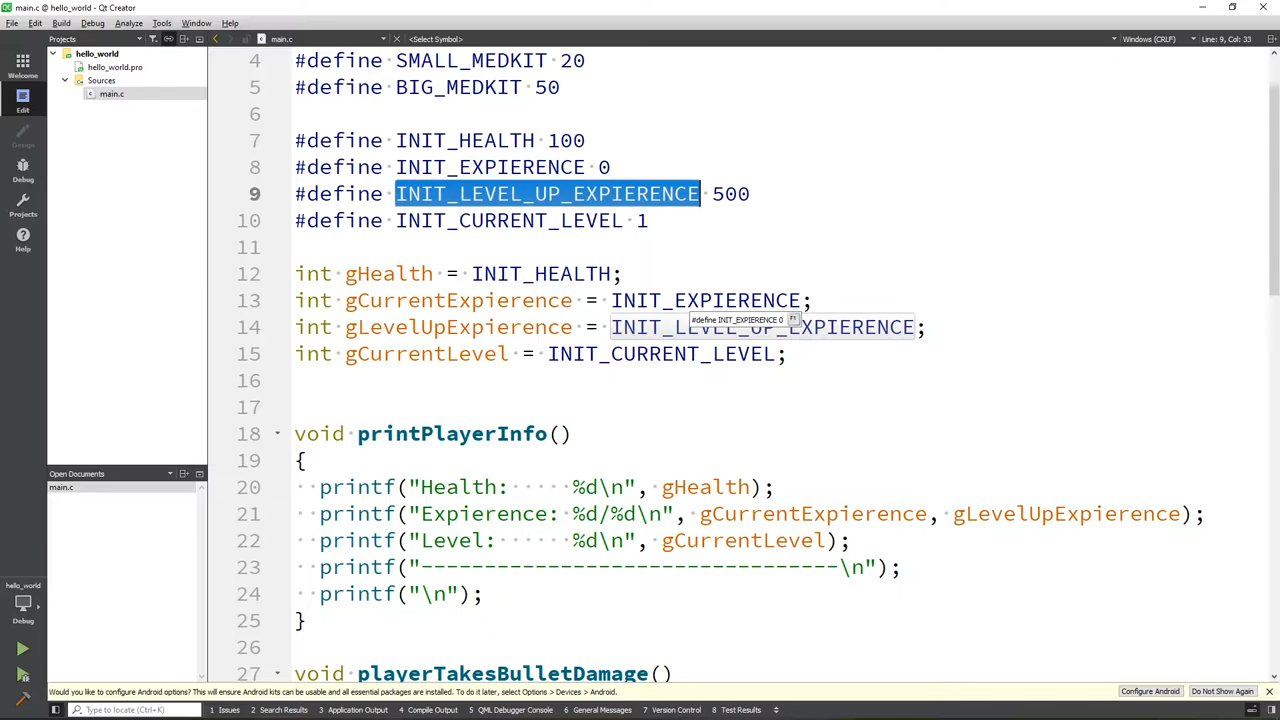 main.c @ hello_world - Qt Creator
File Edit Build Debug Analyze Tools Window Help
Projects
main.c
<Select Symbol>
Windows (CRLF)
Line: 9, Col: 33
Welcome
Edit
Design
Debug
Projects
Help
hello_world
Debug
hello_world
hello_world.pro
Sources
main.c
Open Documents
main.c
4 #define SMALL_MEDKIT 20
5 #define BIG_MEDKIT 50
6
7 #define INIT_HEALTH 100
8 #define INIT_EXPIERENCE 0
9 #define INIT_LEVEL_UP_EXPIERENCE 500
10 #define INIT_CURRENT_LEVEL 1
11
12 int gHealth = INIT_HEALTH;
13 int gCurrentExpierence = INIT_EXPIERENCE;
#define INIT_EXPIERENCE 0 F1
14 int gLevelUpExpierence = INIT_LEVEL_UP_EXPIERENCE;
15 int gCurrentLevel = INIT_CURRENT_LEVEL;
16
17
18 void printPlayerInfo()
19 {
20 printf("Health:·····%d\n", gHealth);
21 printf("Expierence:·%d/%d\n", gCurrentExpierence, gLevelUpExpierence);
22 printf("Level:······%d\n", gCurrentLevel);
23 printf("---------------------------------\n");
24 printf("\n");
25 }
26
27 void playerTakesBulletDamage()
Would you like to configure Android options? This will ensure Android kits can be usable and all essential packages are installed. To do it later, select Options > Devices > Android.
Configure Android
Do Not Show Again
Type to locate (Ctrl+K)
1 Issues 2 Search Results 3 Application Output 4 Compile Output 5 QML Debugger Console 6 General Messages 7 Version Control 8 Test Results